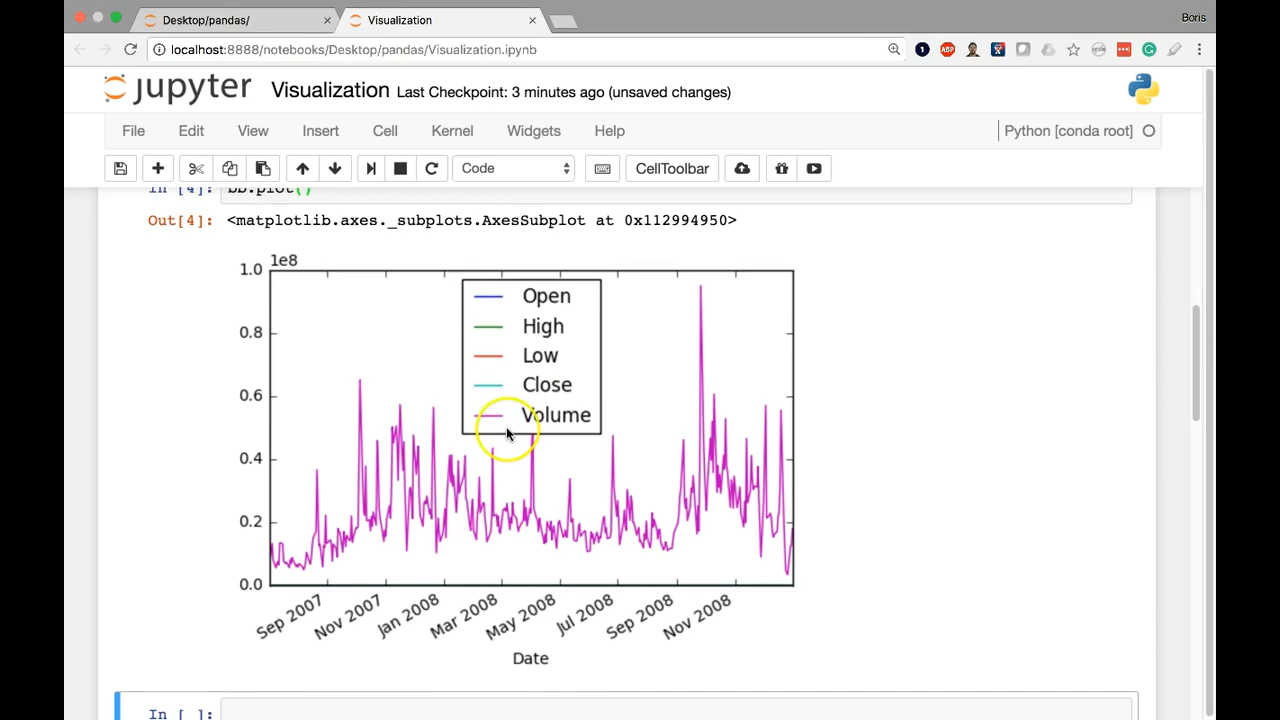 Desktop/pandas/ Visualization Boris
localhost:8888/notebooks/Desktop/pandas/Visualization.ipynb
jupyter Visualization Last Checkpoint: 3 minutes ago (unsaved changes)
File Edit View Insert Cell Kernel Widgets Help Python [conda root]
Code CellToolbar
In [4]: bb.plot()
Out[4]: <matplotlib.axes._subplots.AxesSubplot at 0x112994950>
1e8
1.0
0.8
0.6
0.4
0.2
0.0
Open
High
Low
Close
Volume
Sep 2007 Nov 2007 Jan 2008 Mar 2008 May 2008 Jul 2008 Sep 2008 Nov 2008
Date
In [ ]: